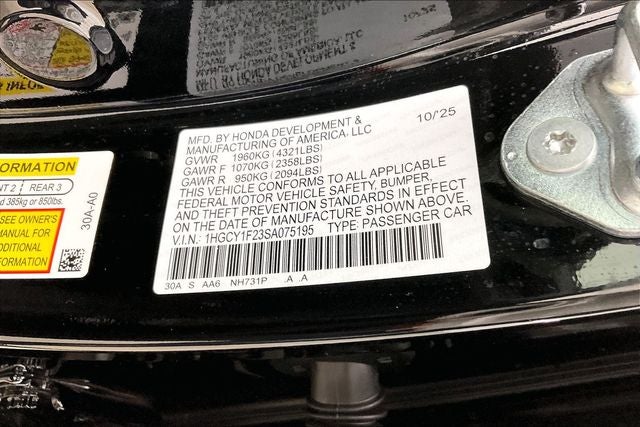 MFD. BY HONDA DEVELOPMENT & 10/'25
MANUFACTURING OF AMERICA, LLC
GVWR 1960KG(4321LBS)
GAWR F 1070KG(2358LBS)
GAWR R 950KG(2094LBS)
THIS VEHICLE CONFORMS TO ALL APPLICABLE
FEDERAL MOTOR VEHICLE SAFETY, BUMPER,
AND THEFT PREVENTION STANDARDS IN EFFECT
ON THE DATE OF MANUFACTURE SHOWN ABOVE.
V.I.N.: 1HGCY1F23SA075195 TYPE: PASSENGER CAR
30A S AA6 NH731P .A .A
FORMATION
NT 2 REAR 3
d 385kg or 850lbs.
SEE OWNER'S
MANUAL FOR
ADDITIONAL
NFORMATION
30A-A0